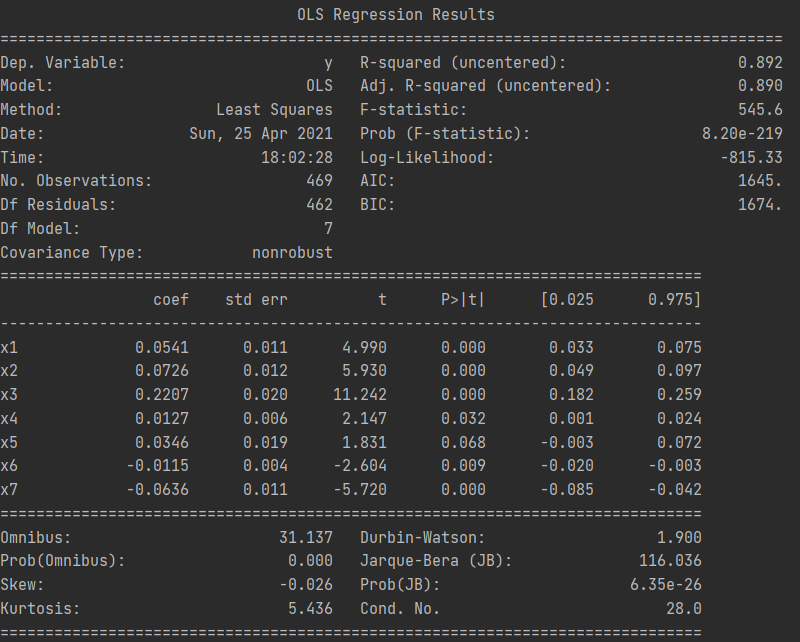 OLS Regression Results
==============================================================================
Dep. Variable: y R-squared (uncentered): 0.892
Model: OLS Adj. R-squared (uncentered): 0.890
Method: Least Squares F-statistic: 545.6
Date: Sun, 25 Apr 2021 Prob (F-statistic): 8.20e-219
Time: 18:02:28 Log-Likelihood: -815.33
No. Observations: 469 AIC: 1645.
Df Residuals: 462 BIC: 1674.
Df Model: 7
Covariance Type: nonrobust
==============================================================================
coef std err t P>|t| [0.025 0.975]
------------------------------------------------------------------------------
x1 0.0541 0.011 4.990 0.000 0.033 0.075
x2 0.0726 0.012 5.930 0.000 0.049 0.097
x3 0.2207 0.020 11.242 0.000 0.182 0.259
x4 0.0127 0.006 2.147 0.032 0.001 0.024
x5 0.0346 0.019 1.831 0.068 -0.003 0.072
x6 -0.0115 0.004 -2.604 0.009 -0.020 -0.003
x7 -0.0636 0.011 -5.720 0.000 -0.085 -0.042
==============================================================================
Omnibus: 31.137 Durbin-Watson: 1.900
Prob(Omnibus): 0.000 Jarque-Bera (JB): 116.036
Skew: -0.026 Prob(JB): 6.35e-26
Kurtosis: 5.436 Cond. No. 28.0
==============================================================================